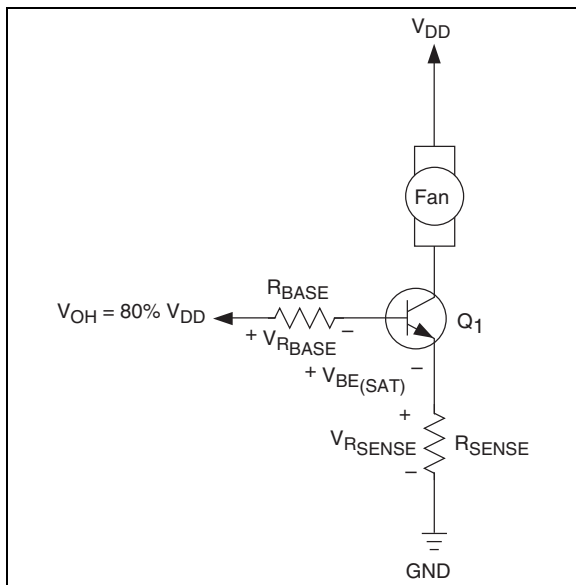 VDD
Fan
RBASE
VOH = 80% VDD
Q1
+ VRBASE –
+ VBE(SAT) –
+
VRSENSE RSENSE
–
GND